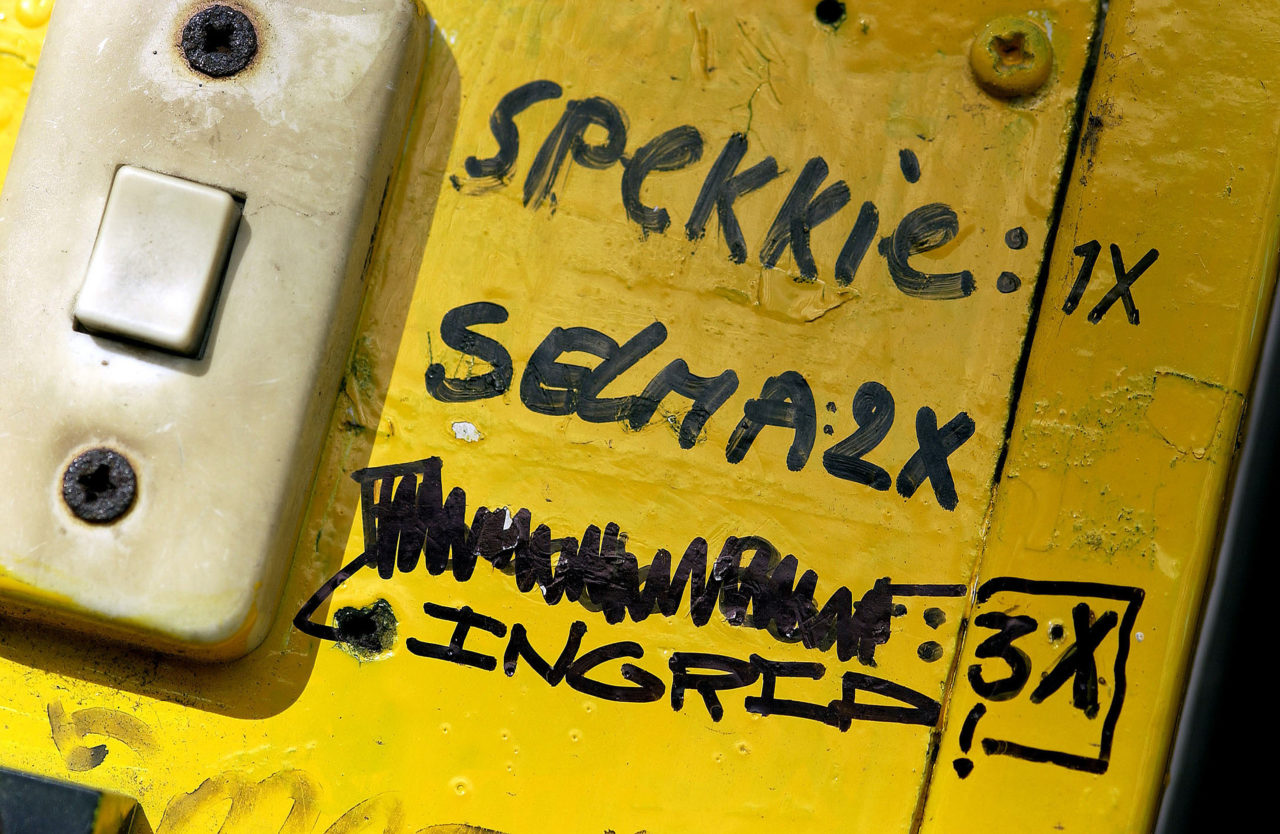 SPEKKIE: 1X
SELMA: 2X
: 3X
INGRID !